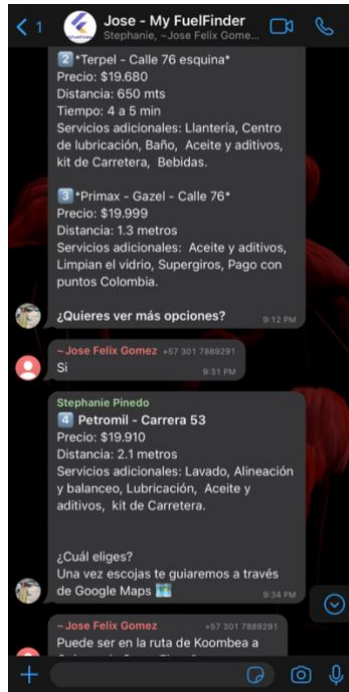 1
Jose - My FuelFinder
Stephanie, ~Jose Felix Gome...
2 *Terpel - Calle 76 esquina*
Precio: $19.680
Distancia: 650 mts
Tiempo: 4 a 5 min
Servicios adicionales: Llantería, Centro
de lubricación, Baño, Aceite y aditivos,
kit de Carretera, Bebidas.
3 *Primax - Gazel - Calle 76*
Precio: $19.999
Distancia: 1.3 metros
Servicios adicionales: Aceite y aditivos,
Limpian el vidrio, Supergiros, Pago con
puntos Colombia.
¿Quieres ver más opciones?
9:12 PM
~Jose Felix Gomez +57 301 7889291
Si
9:31 PM
Stephanie Pinedo
4 Petromil - Carrera 53
Precio: $19.910
Distancia: 2.1 metros
Servicios adicionales: Lavado, Alineación
y balanceo, Lubricación, Aceite y
aditivos, kit de Carretera.
¿Cuál eliges?
Una vez escojas te guiaremos a través
de Google Maps
9:34 PM
~Jose Felix Gomez +57 301 7889291
Puede ser en la ruta de Koombea a